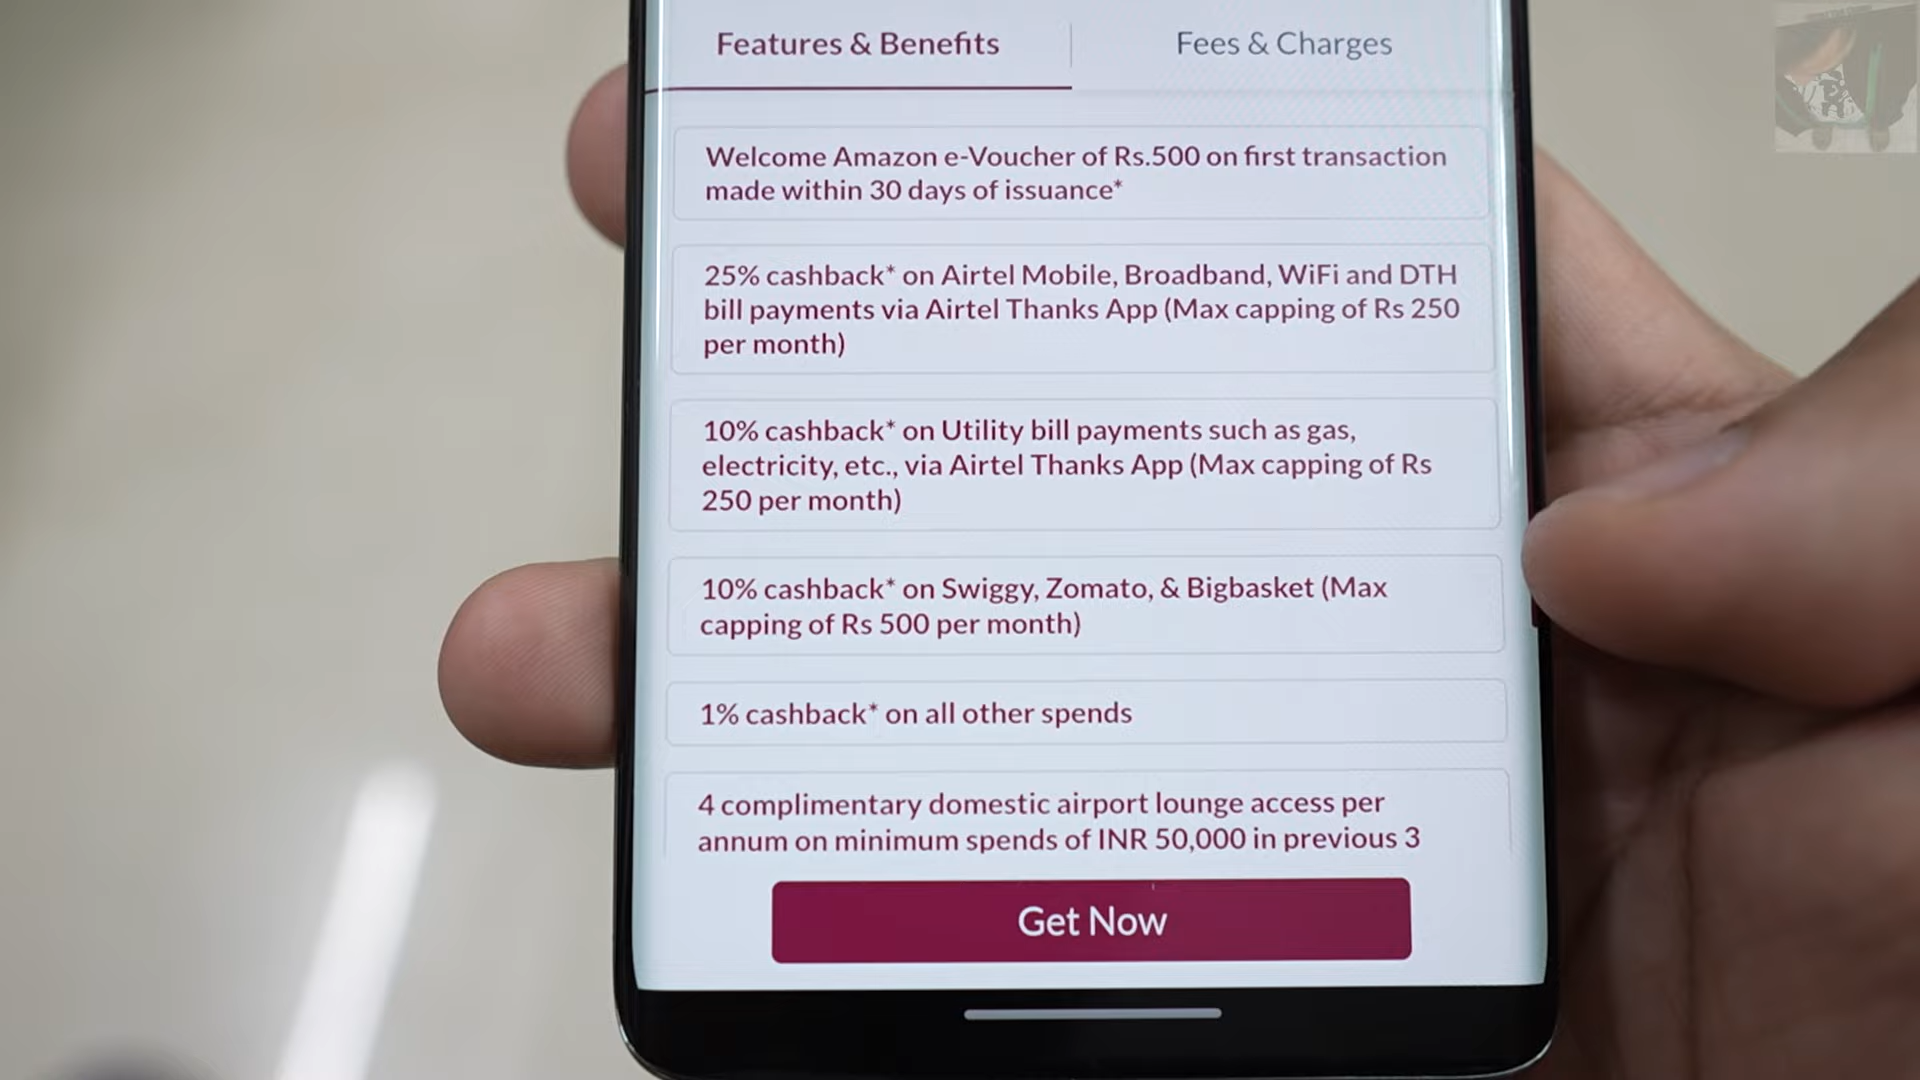 Features & Benefits
Fees & Charges
Welcome Amazon e-Voucher of Rs.500 on first transaction
made within 30 days of issuance*
25% cashback* on Airtel Mobile, Broadband, WiFi and DTH
bill payments via Airtel Thanks App (Max capping of Rs 250
per month)
10% cashback* on Utility bill payments such as gas,
electricity, etc., via Airtel Thanks App (Max capping of Rs
250 per month)
10% cashback* on Swiggy, Zomato, & Bigbasket (Max
capping of Rs 500 per month)
1% cashback* on all other spends
4 complimentary domestic airport lounge access per
annum on minimum spends of INR 50,000 in previous 3
Get Now